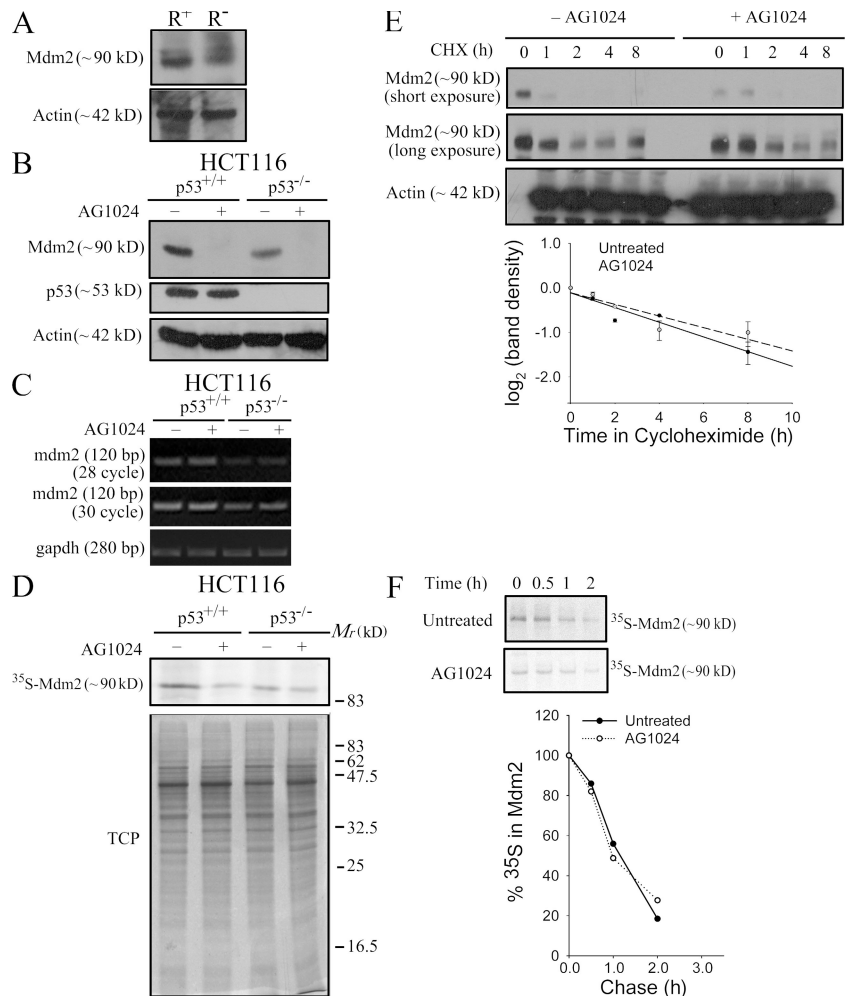 A
R+ R-
Mdm2 (~90 kD)
Actin (~42 kD)
B
HCT116
p53+/+ p53-/-
AG1024 – + – +
Mdm2 (~90 kD)
p53 (~53 kD)
Actin (~42 kD)
C
HCT116
p53+/+ p53-/-
AG1024 – + – +
mdm2 (120 bp)
(28 cycle)
mdm2 (120 bp)
(30 cycle)
gapdh (280 bp)
D
HCT116
p53+/+ p53-/-
Mr (kD)
AG1024 – + – +
35S-Mdm2 (~90 kD)
–83
–83
–62
–47.5
–32.5
–25
–16.5
TCP
E
– AG1024 + AG1024
CHX (h) 0 1 2 4 8 0 1 2 4 8
Mdm2 (~90 kD)
(short exposure)
Mdm2 (~90 kD)
(long exposure)
Actin (~ 42 kD)
log2 (band density)
1.0
0.0
-1.0
-2.0
Untreated
AG1024
0 2 4 6 8 10
Time in Cycloheximide (h)
F
Time (h) 0 0.5 1 2
Untreated 35S-Mdm2 (~90 kD)
AG1024 35S-Mdm2 (~90 kD)
% 35S in Mdm2
120
100
80
60
40
20
0
Untreated
AG1024
0.0 1.0 2.0 3.0
Chase (h)